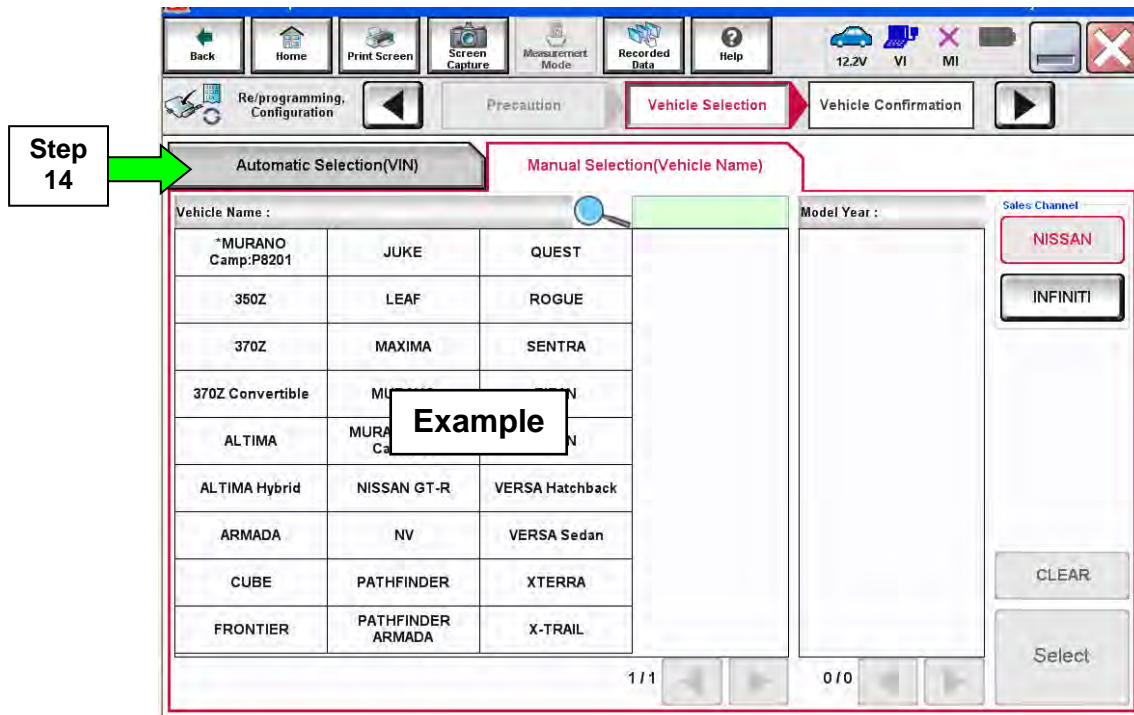 Back
Home
Print Screen
Screen
Capture
Measurement
Mode
Recorded
Data
Help
12.2V
VI
MI
Re/programming,
Configuration
Precaution
Vehicle Selection
Vehicle Confirmation
Step
14
Automatic Selection(VIN)
Manual Selection(Vehicle Name)
Vehicle Name :
Model Year :
Sales Channel
*MURANO
Camp:P8201
JUKE
QUEST
NISSAN
350Z
LEAF
ROGUE
INFINITI
370Z
MAXIMA
SENTRA
370Z Convertible
Example
ALTIMA
ALTIMA Hybrid
NISSAN GT-R
VERSA Hatchback
ARMADA
NV
VERSA Sedan
CUBE
PATHFINDER
XTERRA
CLEAR
FRONTIER
PATHFINDER
ARMADA
X-TRAIL
Select
1/1
0/0